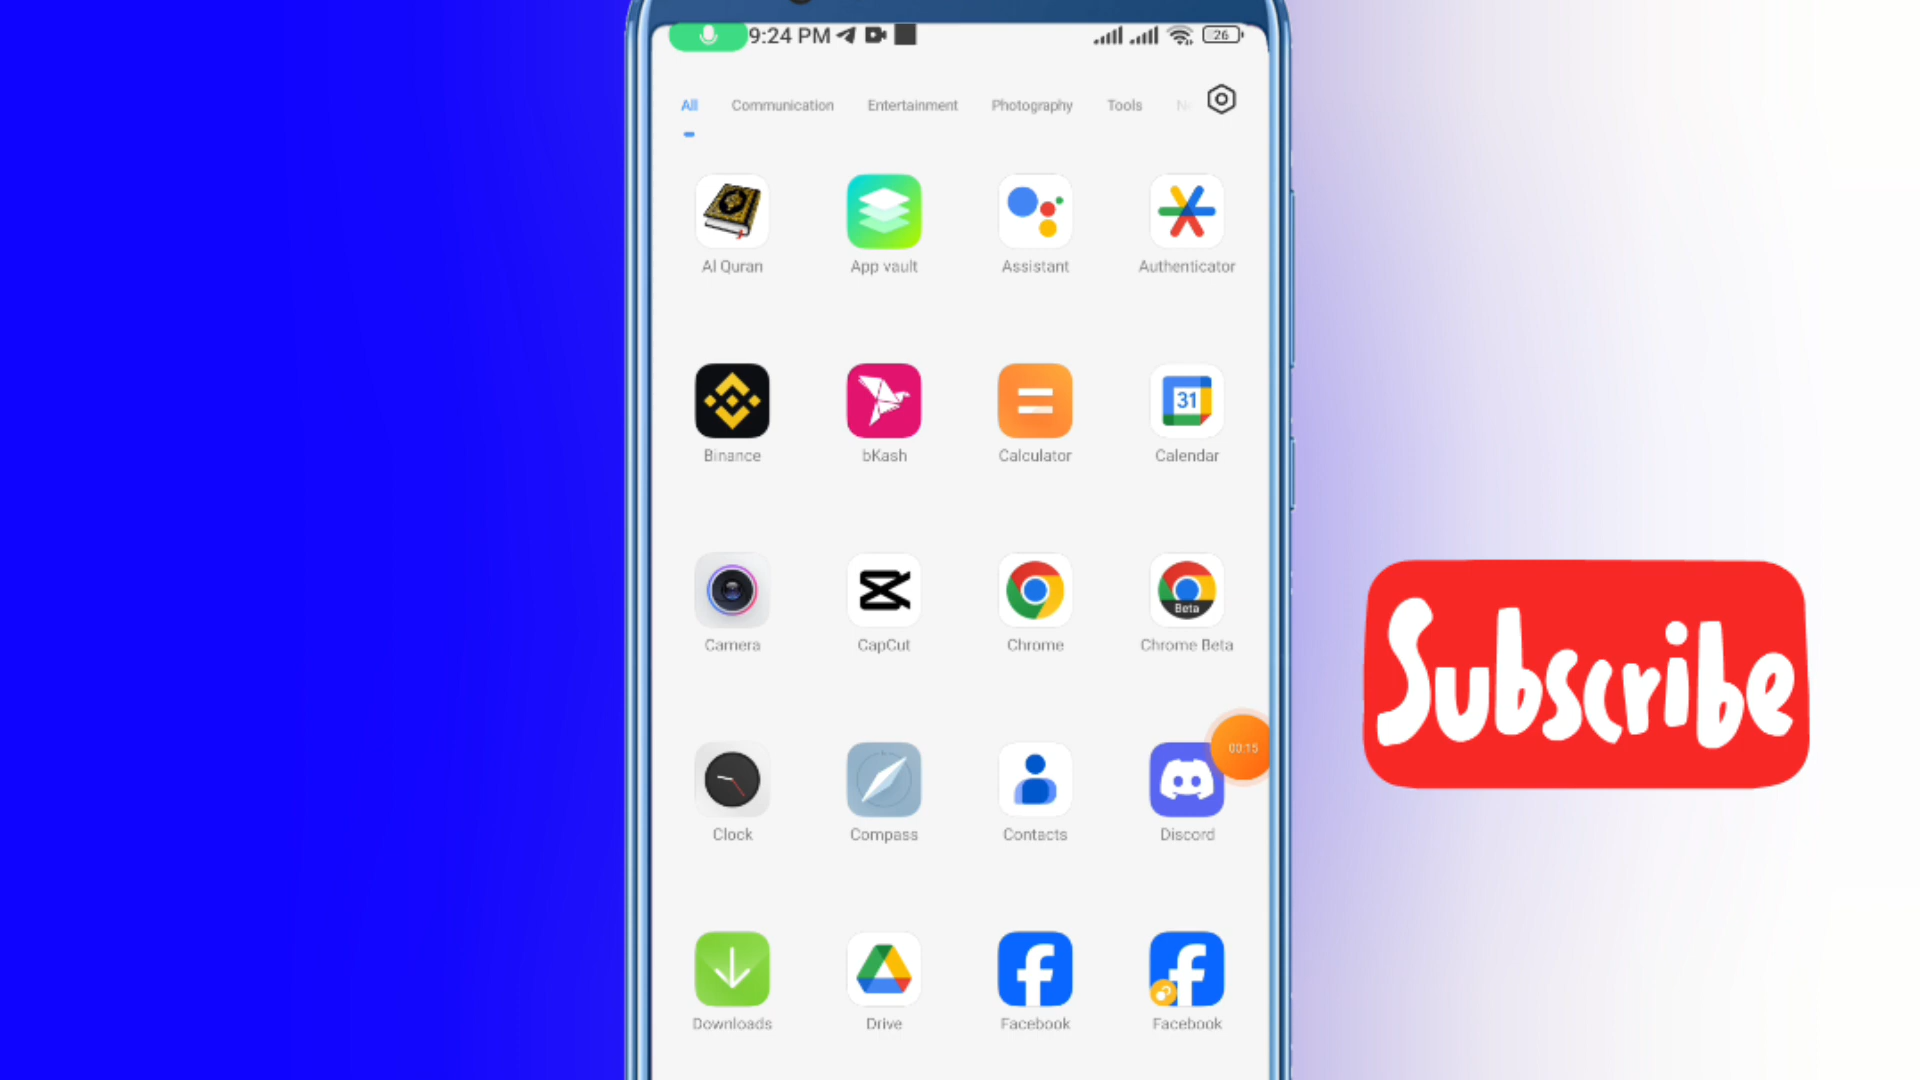 9:24 PM
26
All Communication Entertainment Photography Tools
Al Quran App vault Assistant Authenticator
31
Binance bKash Calculator Calendar
Beta
Camera CapCut Chrome Chrome Beta
Subscribe
00:15
Clock Compass Contacts Discord
Downloads Drive Facebook Facebook